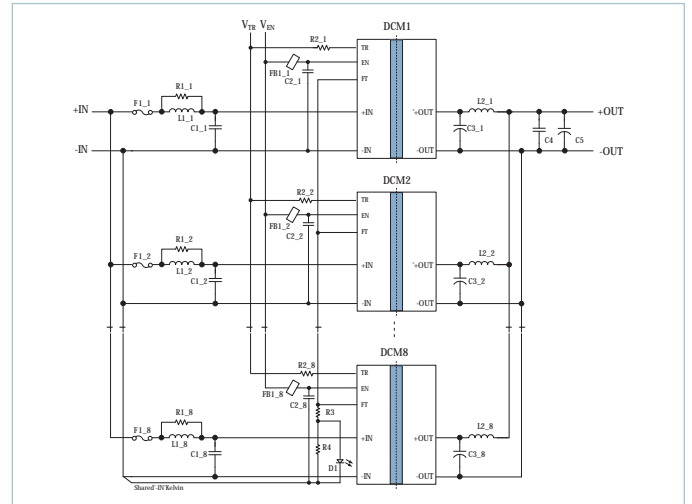 V_TR V_EN
DCM1
R2_1
TR
EN
FB1_1
C2_1
FT
R1_1
L2_1
+IN
F1_1
+IN
+OUT
+OUT
L1_1
C1_1
C3_1
C4
C5
-IN
-IN
-OUT
-OUT
DCM2
R2_2
TR
EN
FB1_2
C2_2
FT
R1_2
L2_2
F1_2
+IN
+OUT
L1_2
C1_2
C3_2
-IN
-OUT
DCM8
R2_8
TR
EN
FB1_8
C2_8
FT
R3
R1_8
L2_8
F1_8
+IN
+OUT
L1_8
R4
C1_8
C3_8
D1
-IN
-OUT
Shared -IN Kelvin